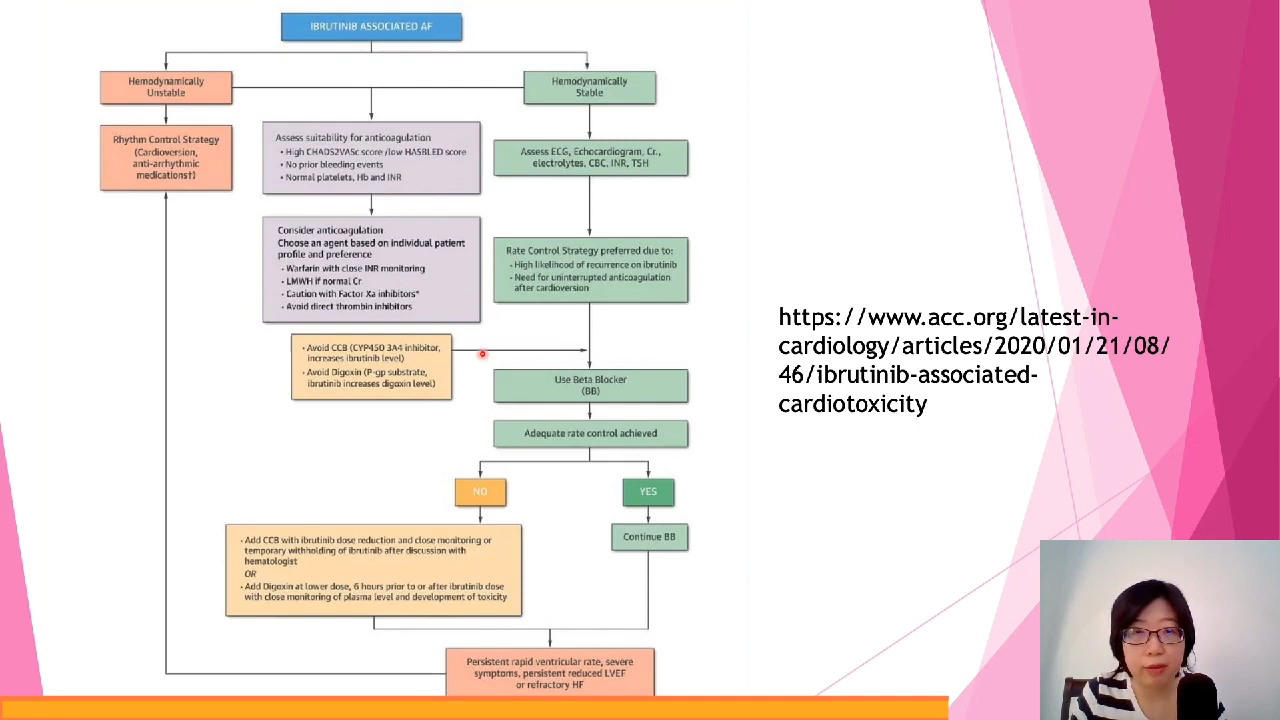 IBRUTINIB ASSOCIATED AF
Hemodynamically
Unstable
Hemodynamically
Stable
Rhythm Control Strategy
(Cardioversion,
anti-arrhythmic
medications†)
Assess suitability for anticoagulation
• High CHADS2VASc score /low HASBLED score
• No prior bleeding events
• Normal platelets, Hb and INR
Assess ECG, Echocardiogram, Cr.,
electrolytes, CBC, INR, TSH
Consider anticoagulation
Choose an agent based on individual patient
profile and preference
• Warfarin with close INR monitoring
• LMWH if normal Cr
• Caution with Factor Xa inhibitors*
• Avoid direct thrombin inhibitors
Rate Control Strategy preferred due to:
• High likelihood of recurrence on ibrutinib
• Need for uninterrupted anticoagulation
after cardioversion
• Avoid CCB (CYP450 3A4 inhibitor,
increases ibrutinib level)
• Avoid Digoxin (P-gp substrate,
ibrutinib increases digoxin level)
Use Beta Blocker
(BB)
Adequate rate control achieved
NO
YES
• Add CCB with ibrutinib dose reduction and close monitoring or
temporary withholding of ibrutinib after discussion with
hematologist
OR
• Add Digoxin at lower dose, 6 hours prior to or after ibrutinib dose
with close monitoring of plasma level and development of toxicity
Continue BB
Persistent rapid ventricular rate, severe
symptoms, persistent reduced LVEF
or refractory HF
https://www.acc.org/latest-in-
cardiology/articles/2020/01/21/08/
46/ibrutinib-associated-
cardiotoxicity